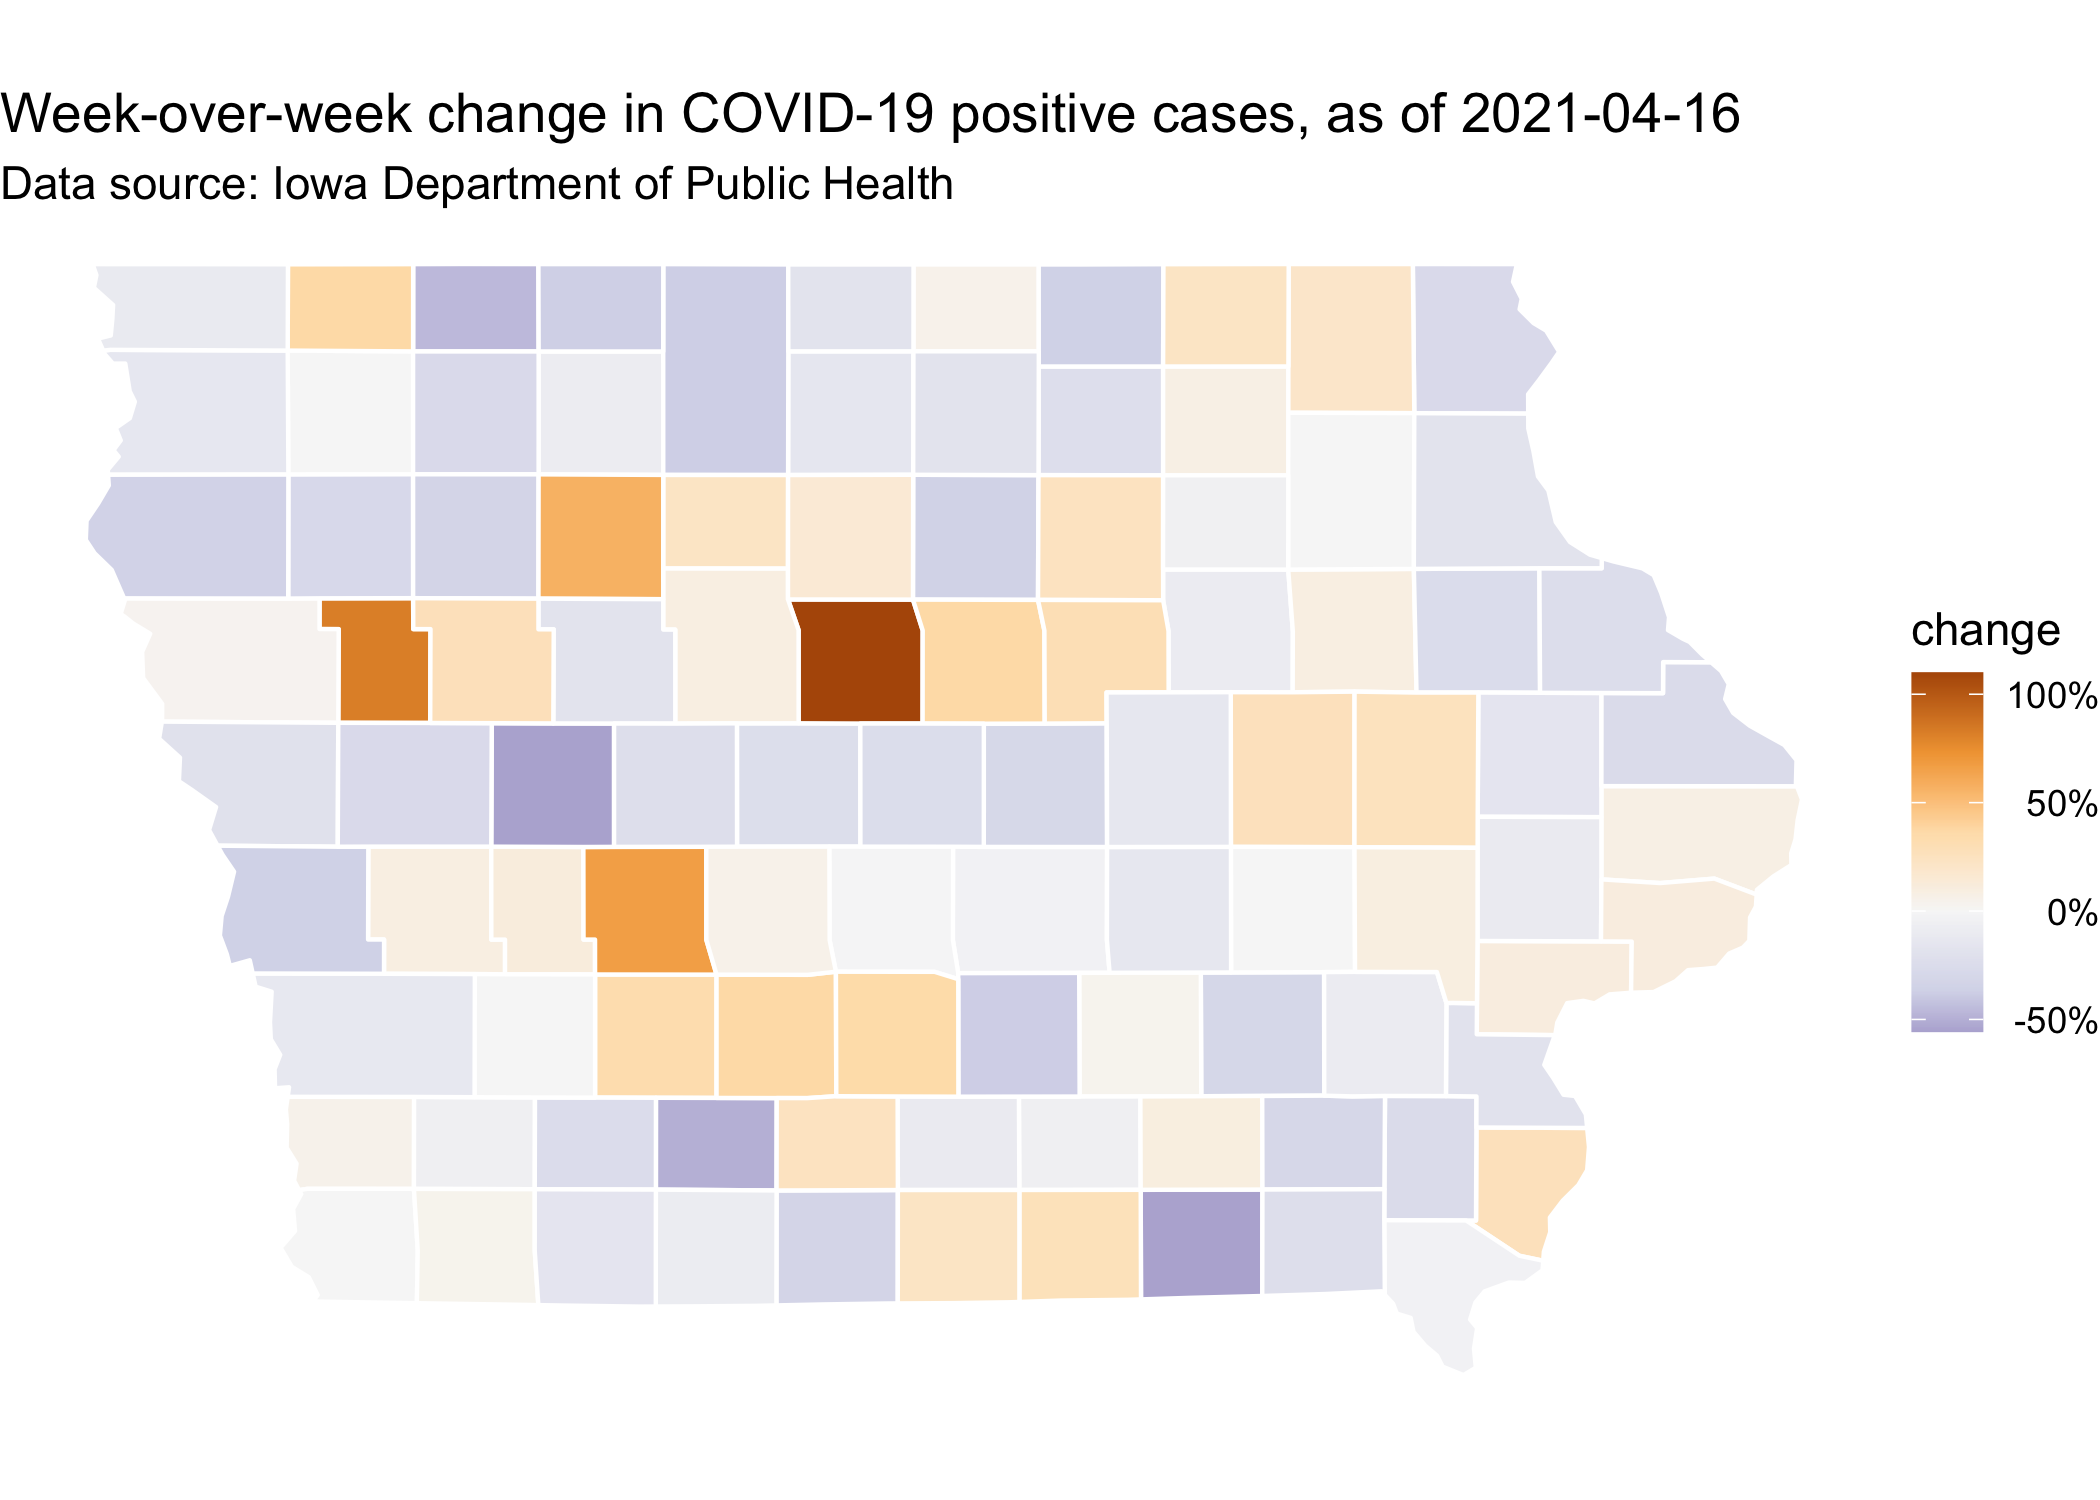 Week-over-week change in COVID-19 positive cases, as of 2021-04-16
Data source: Iowa Department of Public Health
change
100%
50%
0%
-50%